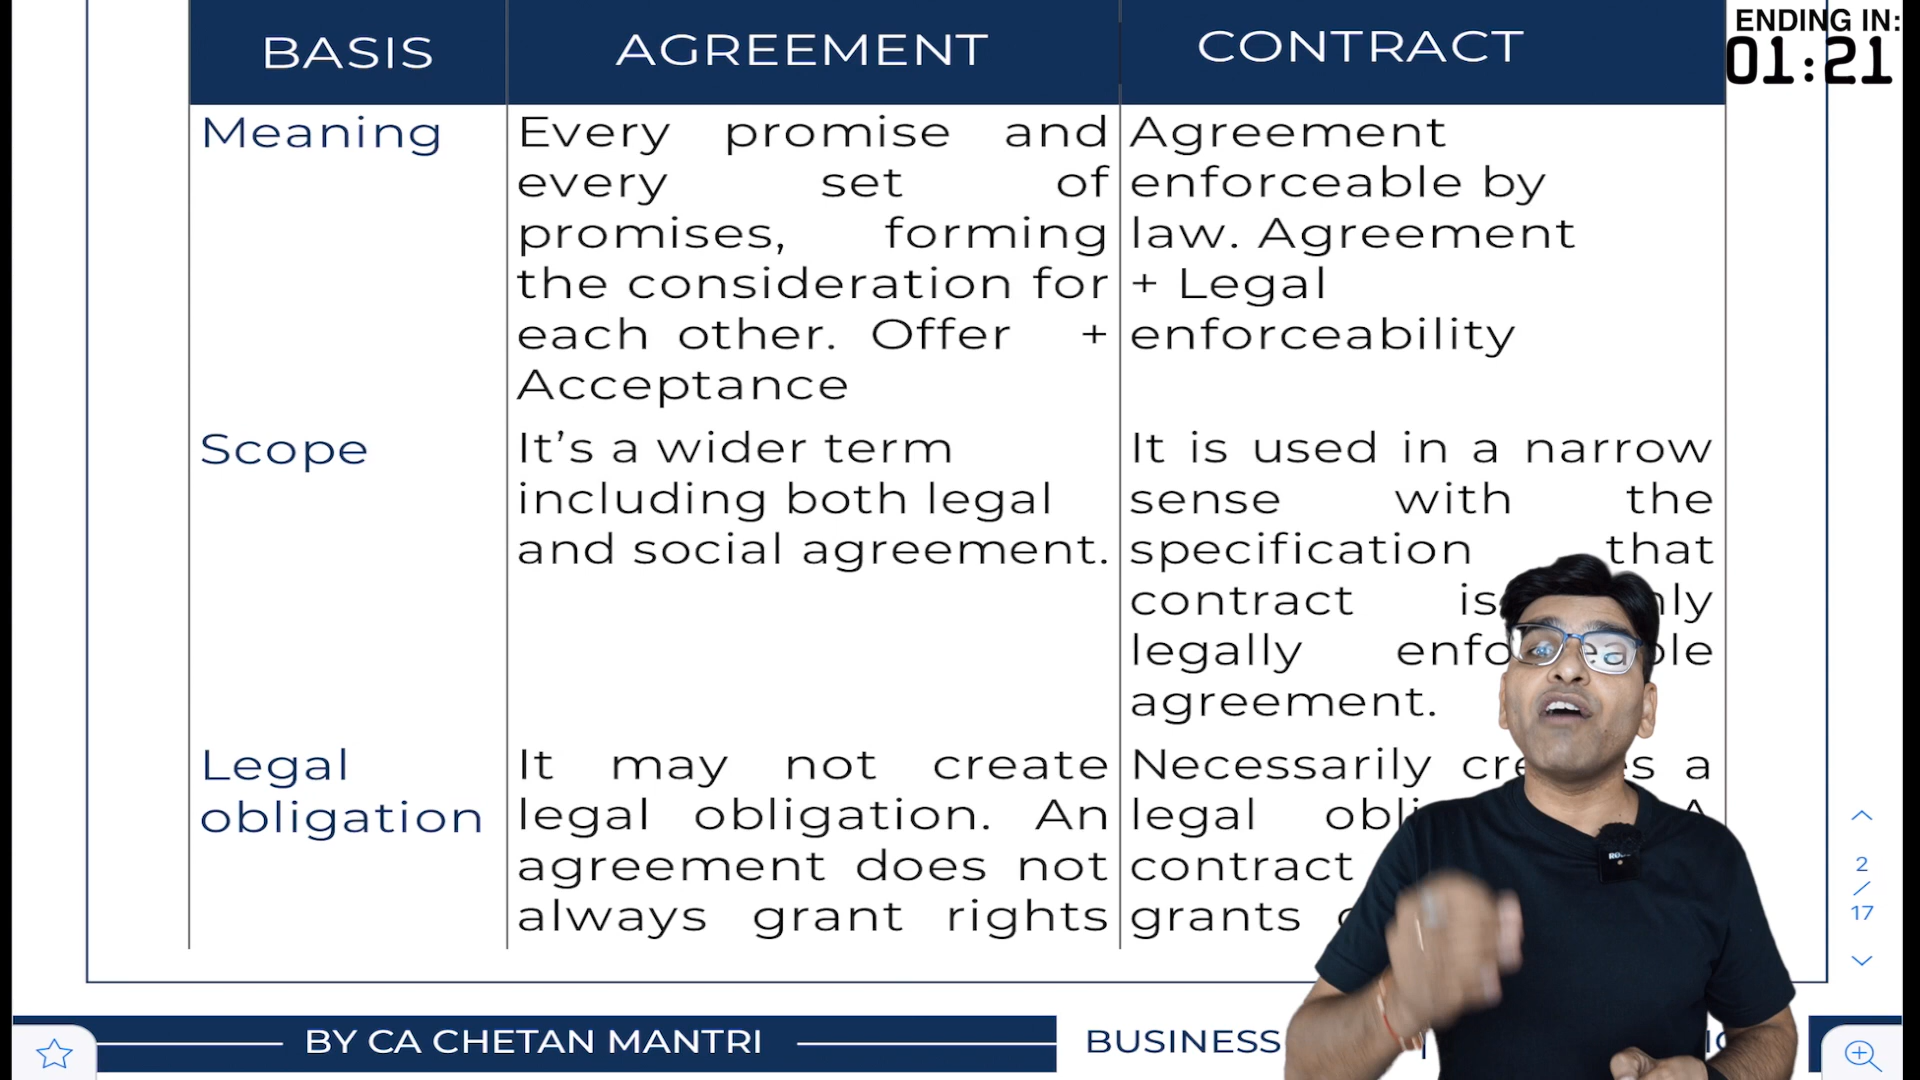 BASIS AGREEMENT CONTRACT
ENDING IN:
01:21
Meaning
Every promise and
every set of
promises, forming
the consideration for
each other. Offer +
Acceptance
Agreement
enforceable by
law. Agreement
+ Legal
enforceability
Scope
It's a wider term
including both legal
and social agreement.
It is used in a narrow
sense with the
specification that
contract is
legally
agreement.
Legal
obligation
It may not create
legal obligation. An
agreement does not
always grant rights
Necessarily a
legal
contract
grants
2
/
17
BY CA CHETAN MANTRI
BUSINESS